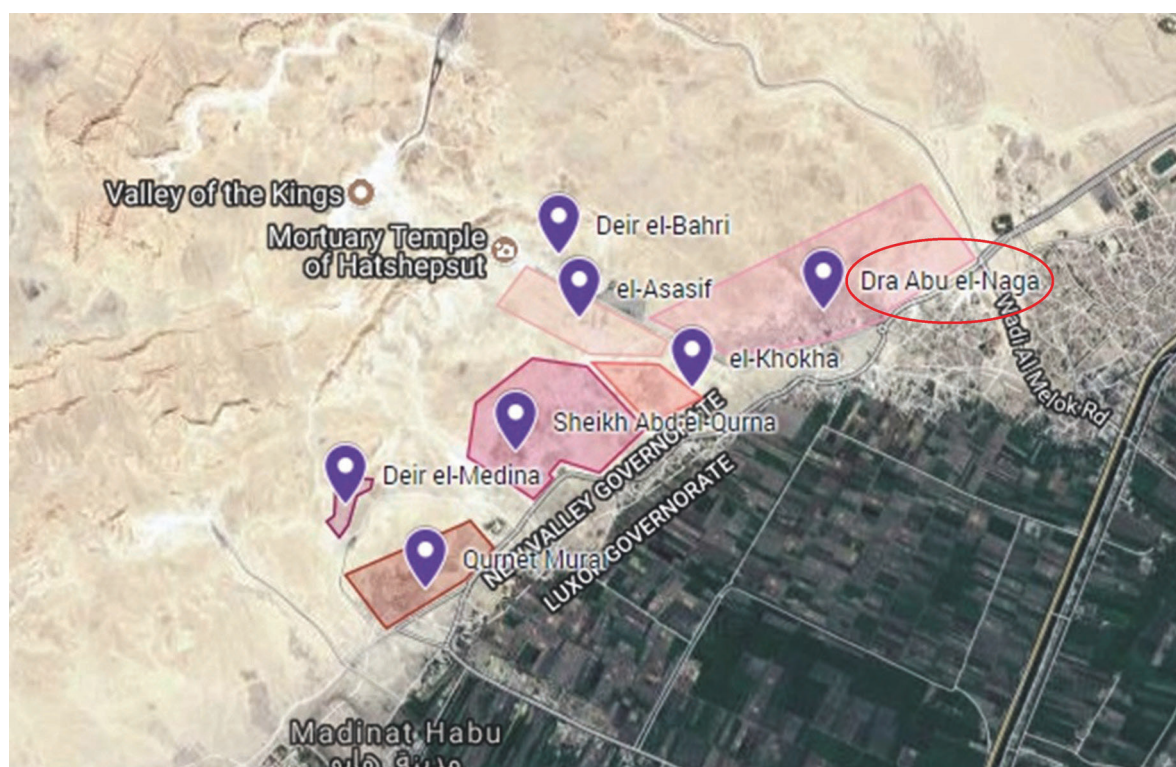 Valley of the Kings
Deir el-Bahri
Mortuary Temple
of Hatshepsut
el-Asasif
Dra Abu el-Naga
el-Khokha
Wadi Al Melok Rd
Sheikh Abd el-Qurna
Deir el-Medina
NEW VALLEY GOVERNORATE
LUXOR GOVERNORATE
Qurnet Murai
Madinat Habu
مدينة هابو